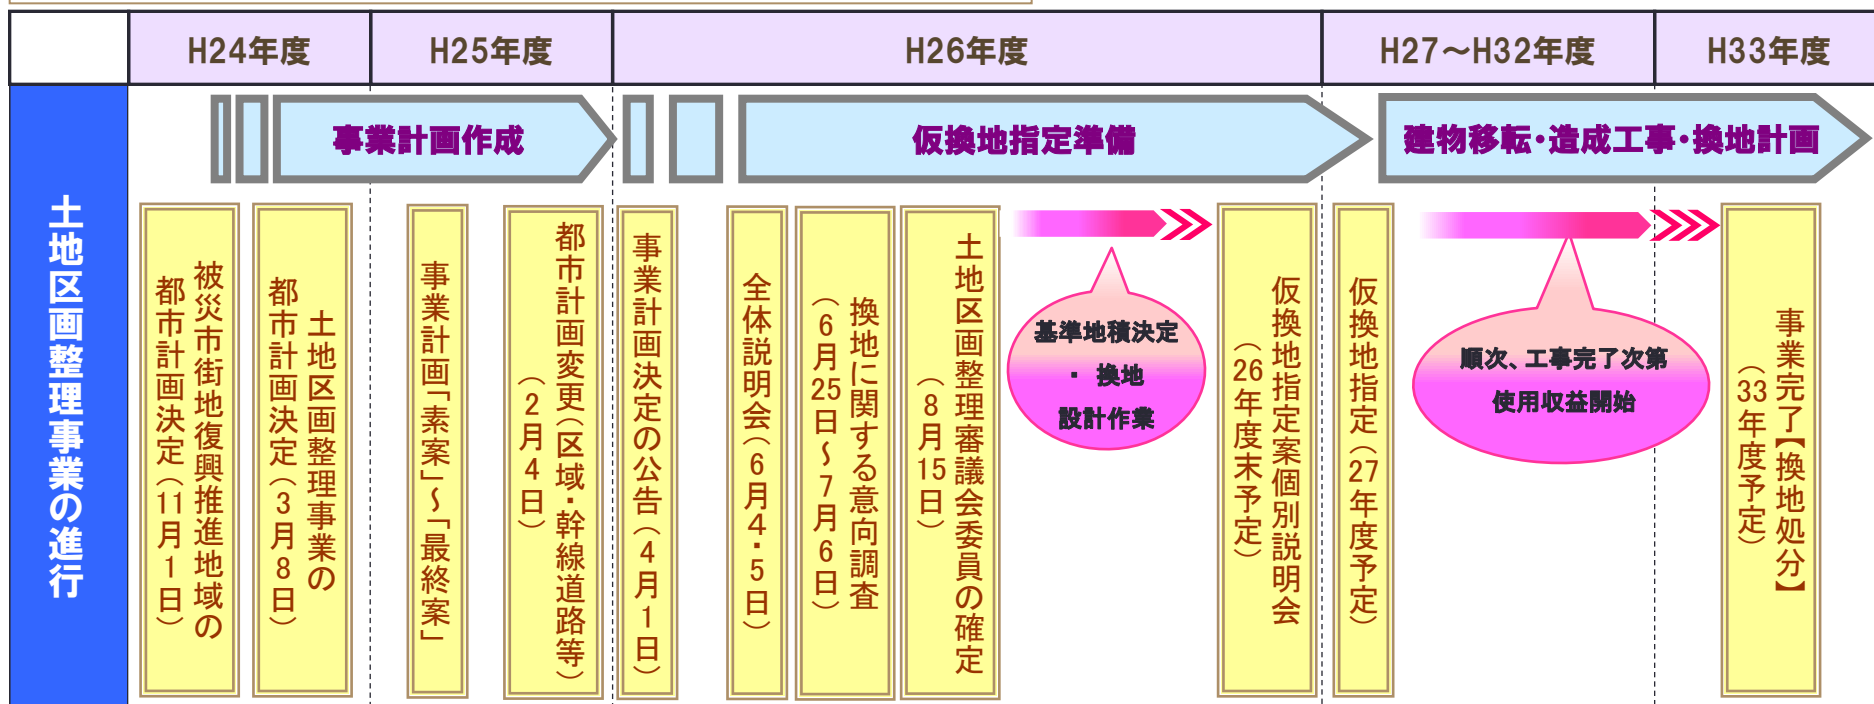 H24年度
H25年度
H26年度
H27～H32年度
H33年度
土地区画整理事業の進行
事業計画作成
仮換地指定準備
建物移転・造成工事・換地計画
被災市街地復興推進地域の
都市計画決定（11月1日）
土地区画整理事業の
都市計画決定（3月8日）
事業計画「素案」～「最終案」
都市計画変更（区域・幹線道路等）
（2月4日）
事業計画決定の公告（4月1日）
全体説明会（6月4・5日）
換地に関する意向調査
（6月25日～7月6日）
土地区画整理審議会委員の確定
（8月15日）
基準地積決定
・ 換地
設計作業
仮換地指定案個別説明会
（26年度末予定）
仮換地指定（27年度予定）
順次、工事完了次第
使用収益開始
事業完了【換地処分】
（33年度予定）